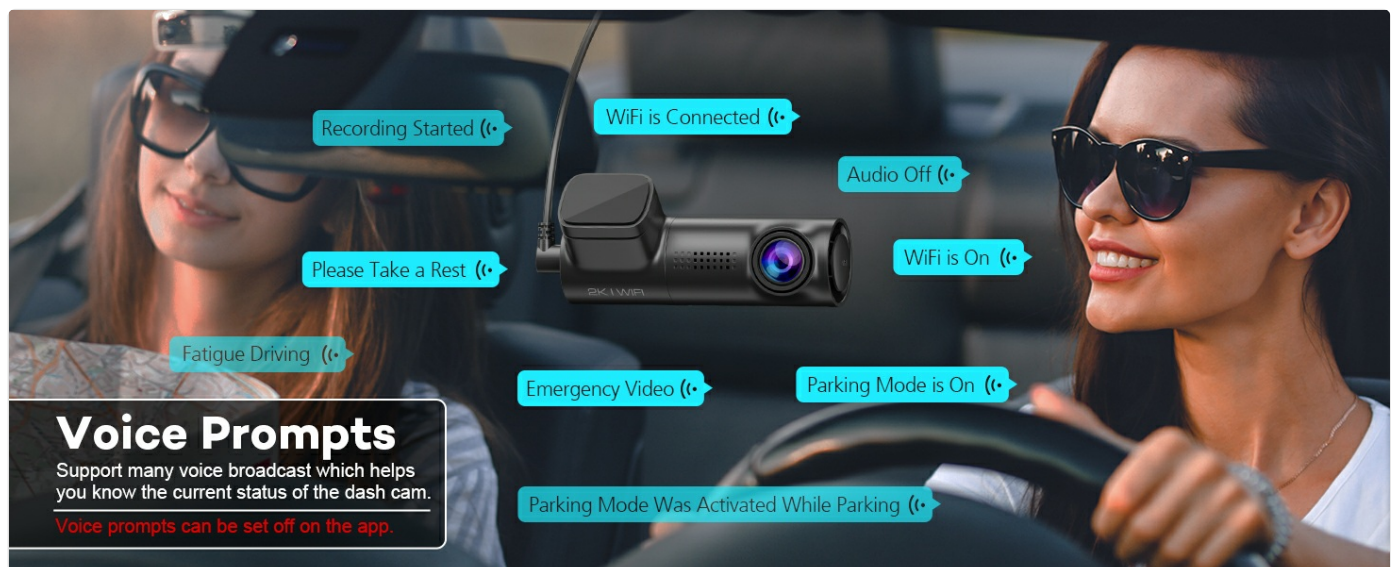 Recording Started
WiFi is Connected
Audio Off
WiFi is On
Please Take a Rest
2K | WIFI
Fatigue Driving
Emergency Video
Parking Mode is On
Voice Prompts
Support many voice broadcast which helps
you know the current status of the dash cam.
Voice prompts can be set off on the app.
Parking Mode Was Activated While Parking